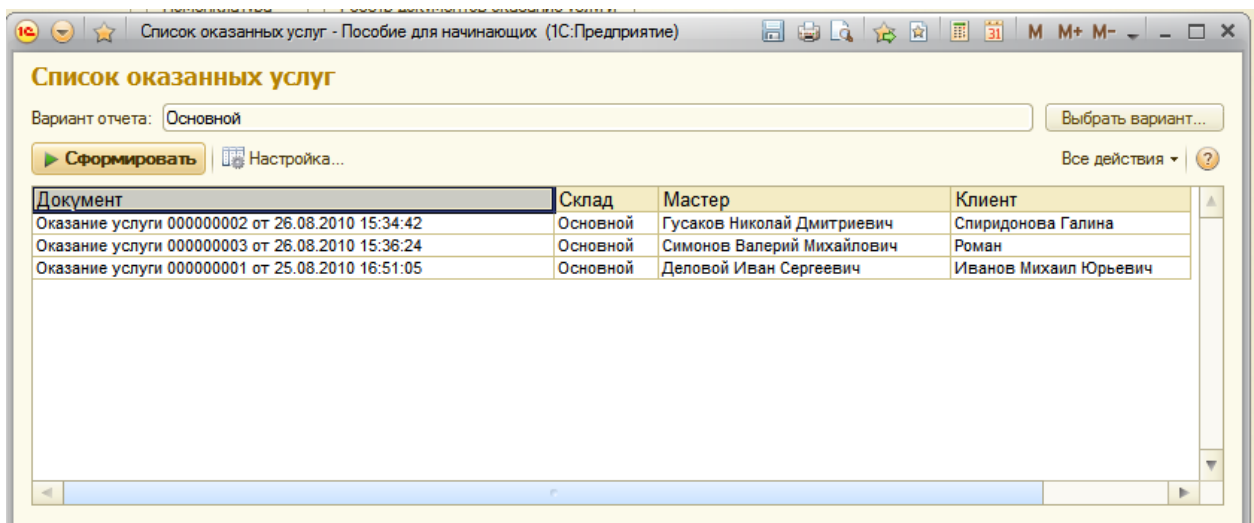 Список оказанных услуг - Пособие для начинающих (1С:Предприятие)
31 M M+ M-
Список оказанных услуг
Вариант отчета: Основной Выбрать вариант...
Сформировать Настройка... Все действия ?
Документ Склад Мастер Клиент
Оказание услуги 000000002 от 26.08.2010 15:34:42 Основной Гусаков Николай Дмитриевич Спиридонова Галина
Оказание услуги 000000003 от 26.08.2010 15:36:24 Основной Симонов Валерий Михайлович Роман
Оказание услуги 000000001 от 25.08.2010 16:51:05 Основной Деловой Иван Сергеевич Иванов Михаил Юрьевич